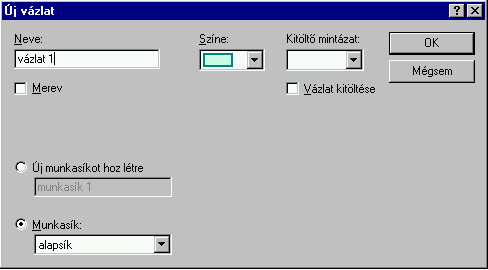 Új vázlat
Neve:
Színe:
Kitöltő mintázat:
OK
vázlat 1
Mégsem
Merev
Vázlat kitöltése
Új munkasíkot hoz létre
munkasík 1
Munkasík:
alapsík